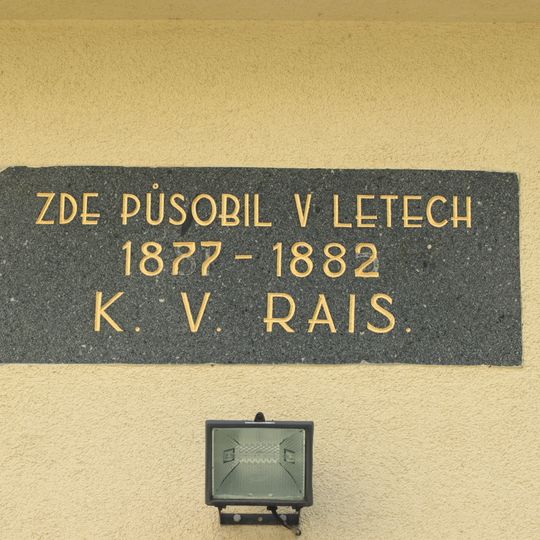 ZDE PŮSOBIL V LETECH
1877 - 1882
K. V. RAIS.